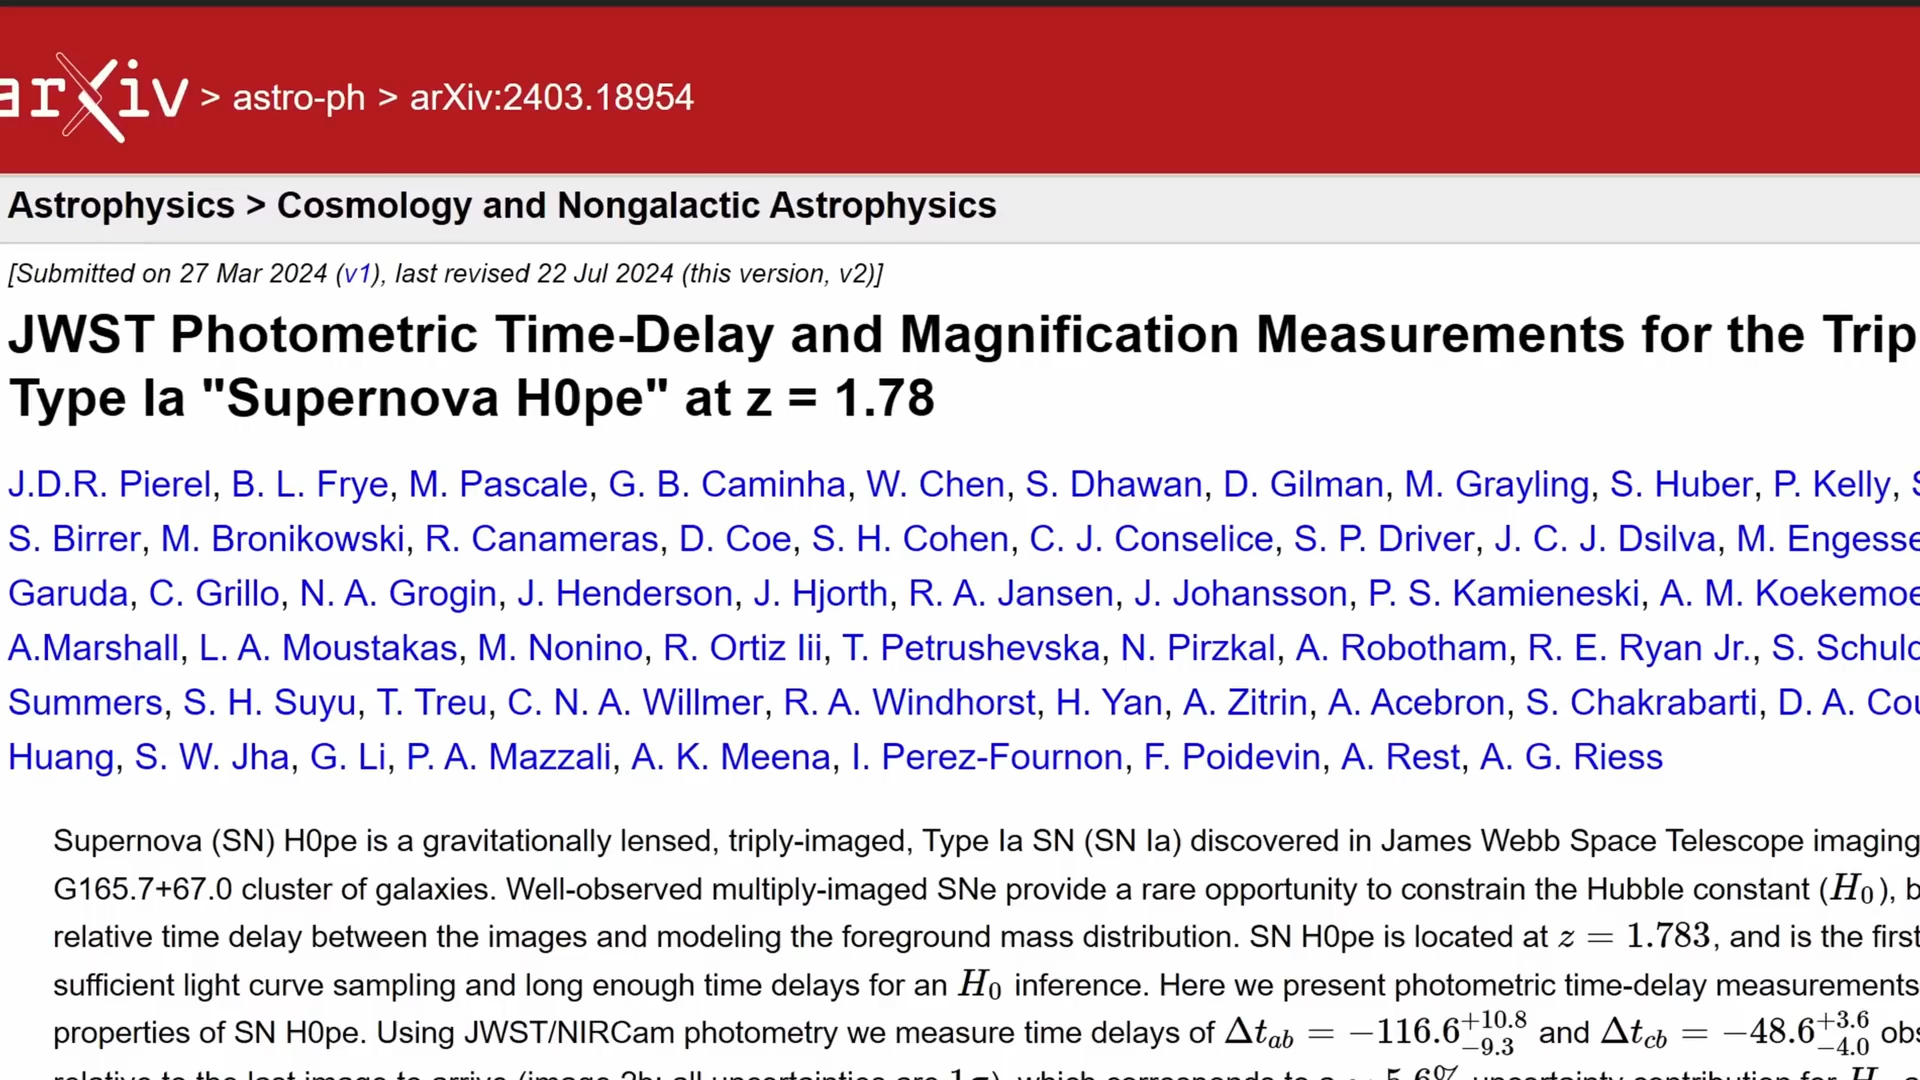 arXiv > astro-ph > arXiv:2403.18954
Astrophysics > Cosmology and Nongalactic Astrophysics
[Submitted on 27 Mar 2024 (v1), last revised 22 Jul 2024 (this version, v2)]
JWST Photometric Time-Delay and Magnification Measurements for the Trip
Type Ia "Supernova H0pe" at z = 1.78
J.D.R. Pierel, B. L. Frye, M. Pascale, G. B. Caminha, W. Chen, S. Dhawan, D. Gilman, M. Grayling, S. Huber, P. Kelly, S
S. Birrer, M. Bronikowski, R. Canameras, D. Coe, S. H. Cohen, C. J. Conselice, S. P. Driver, J. C. J. Dsilva, M. Engesse
Garuda, C. Grillo, N. A. Grogin, J. Henderson, J. Hjorth, R. A. Jansen, J. Johansson, P. S. Kamieneski, A. M. Koekemoe
A.Marshall, L. A. Moustakas, M. Nonino, R. Ortiz Iii, T. Petrushevska, N. Pirzkal, A. Robotham, R. E. Ryan Jr., S. Schuld
Summers, S. H. Suyu, T. Treu, C. N. A. Willmer, R. A. Windhorst, H. Yan, A. Zitrin, A. Acebron, S. Chakrabarti, D. A. Cou
Huang, S. W. Jha, G. Li, P. A. Mazzali, A. K. Meena, I. Perez-Fournon, F. Poidevin, A. Rest, A. G. Riess
Supernova (SN) H0pe is a gravitationally lensed, triply-imaged, Type Ia SN (SN Ia) discovered in James Webb Space Telescope imaging
G165.7+67.0 cluster of galaxies. Well-observed multiply-imaged SNe provide a rare opportunity to constrain the Hubble constant (H₀), b
relative time delay between the images and modeling the foreground mass distribution. SN H0pe is located at z = 1.783, and is the first
sufficient light curve sampling and long enough time delays for an H₀ inference. Here we present photometric time-delay measurements
properties of SN H0pe. Using JWST/NIRCam photometry we measure time delays of Δt_ab = −116.6^{+10.8}_{−9.3} and Δt_cb = −48.6^{+3.6}_{−4.0} obs